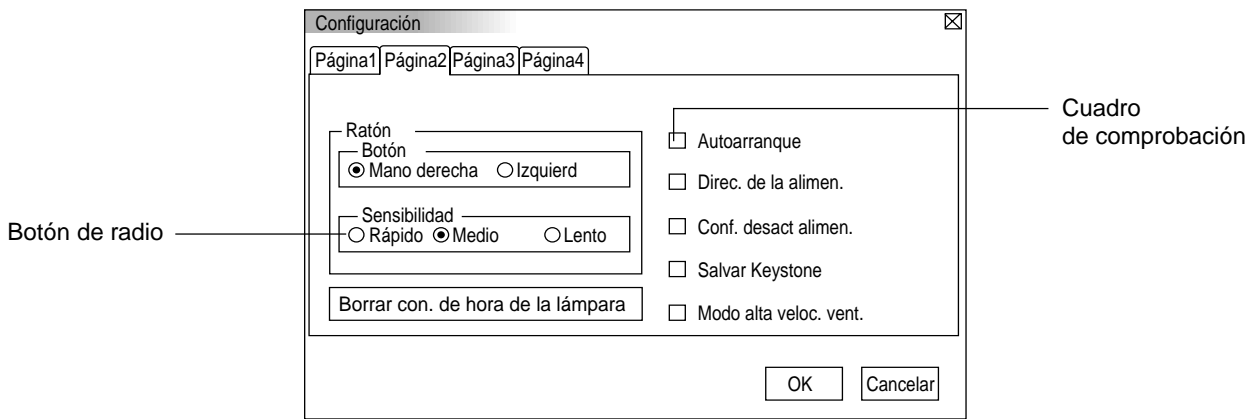 Configuración
Página1 Página2 Página3 Página4
Ratón
Botón
Mano derecha Izquierd
Sensibilidad
Rápido Medio Lento
Borrar con. de hora de la lámpara
Autoarranque
Direc. de la alimen.
Conf. desact alimen.
Salvar Keystone
Modo alta veloc. vent.
OK Cancelar
Botón de radio
Cuadro
de comprobación